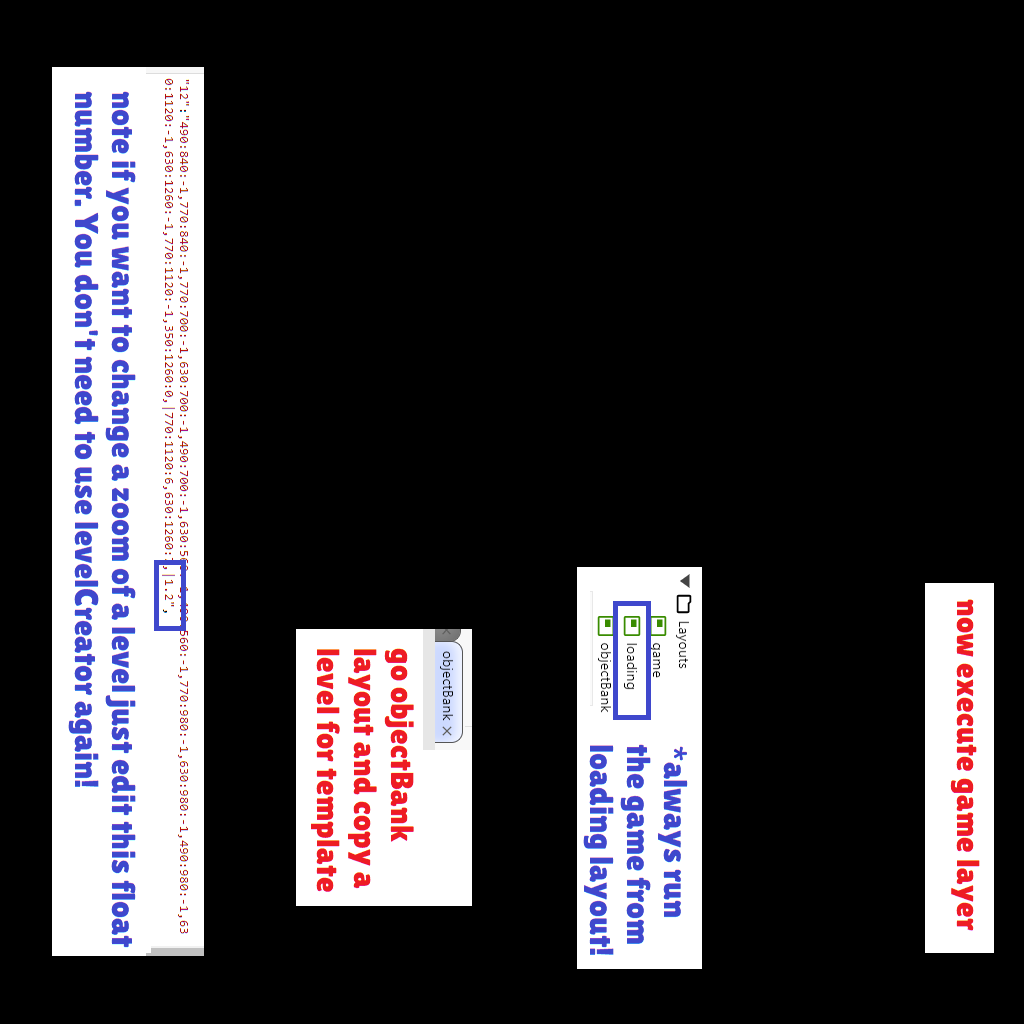 now execute game layer
Layouts
game
loading
objectBank
*always run
the game from
loading layout!
objectBank
go objectBank
layout and copy a
level for template
"12":"490:840:-1,770:840:-1,770:700:-1,630:700:-1,490:700:-1,630:560:-1,490:560:-1,770:980:-1,630:980:-1,490:980:-1,63
0:1120:-1,630:1260:-1,770:1120:-1,350:1260:0,|770:1120:6,630:1260: ,|1.2",
note if you want to change a zoom of a level just edit this float
number. You don't need to use levelCreator again!